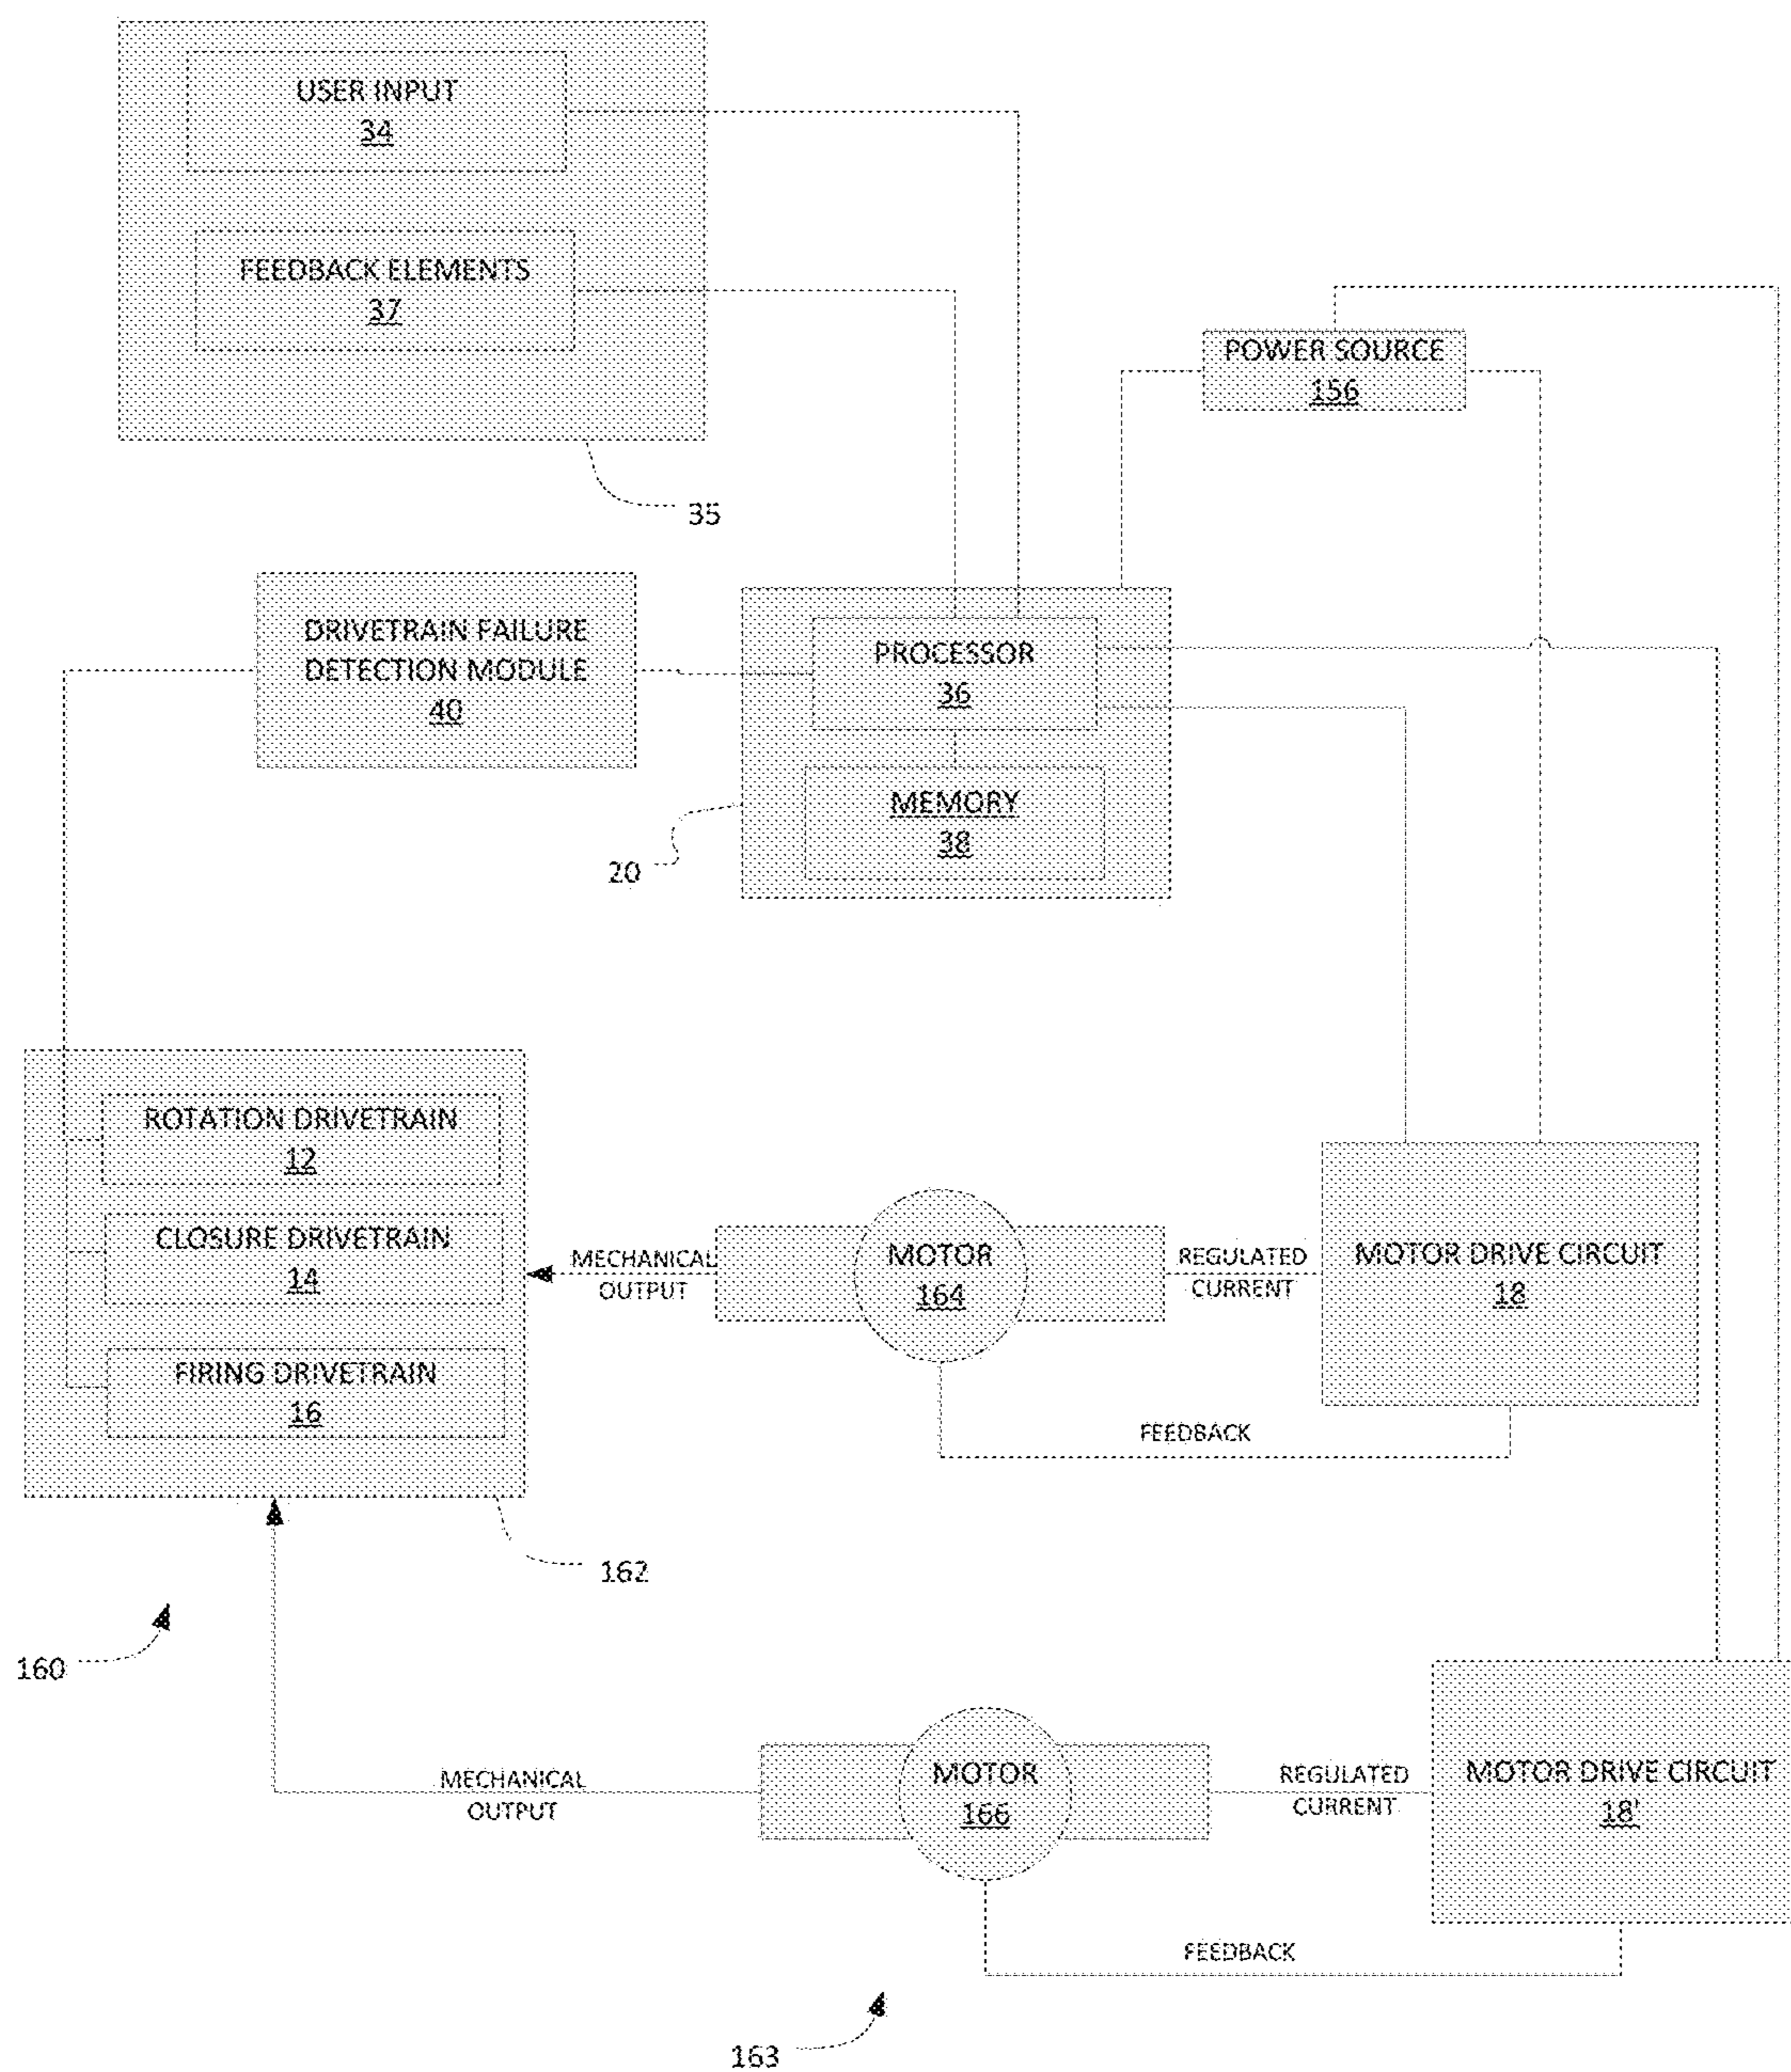 USER INPUT
34
FEEDBACK ELEMENTS
37
35
POWER SOURCE
156
DRIVETRAIN FAILURE
DETECTION MODULE
40
PROCESSOR
36
MEMORY
38
20
ROTATION DRIVETRAIN
12
CLOSURE DRIVETRAIN
14
FIRING DRIVETRAIN
16
162
160
MECHANICAL
OUTPUT
MOTOR
164
REGULATED
CURRENT
MOTOR DRIVE CIRCUIT
18
FEEDBACK
MECHANICAL
OUTPUT
MOTOR
166
REGULATED
CURRENT
MOTOR DRIVE CIRCUIT
18'
FEEDBACK
163